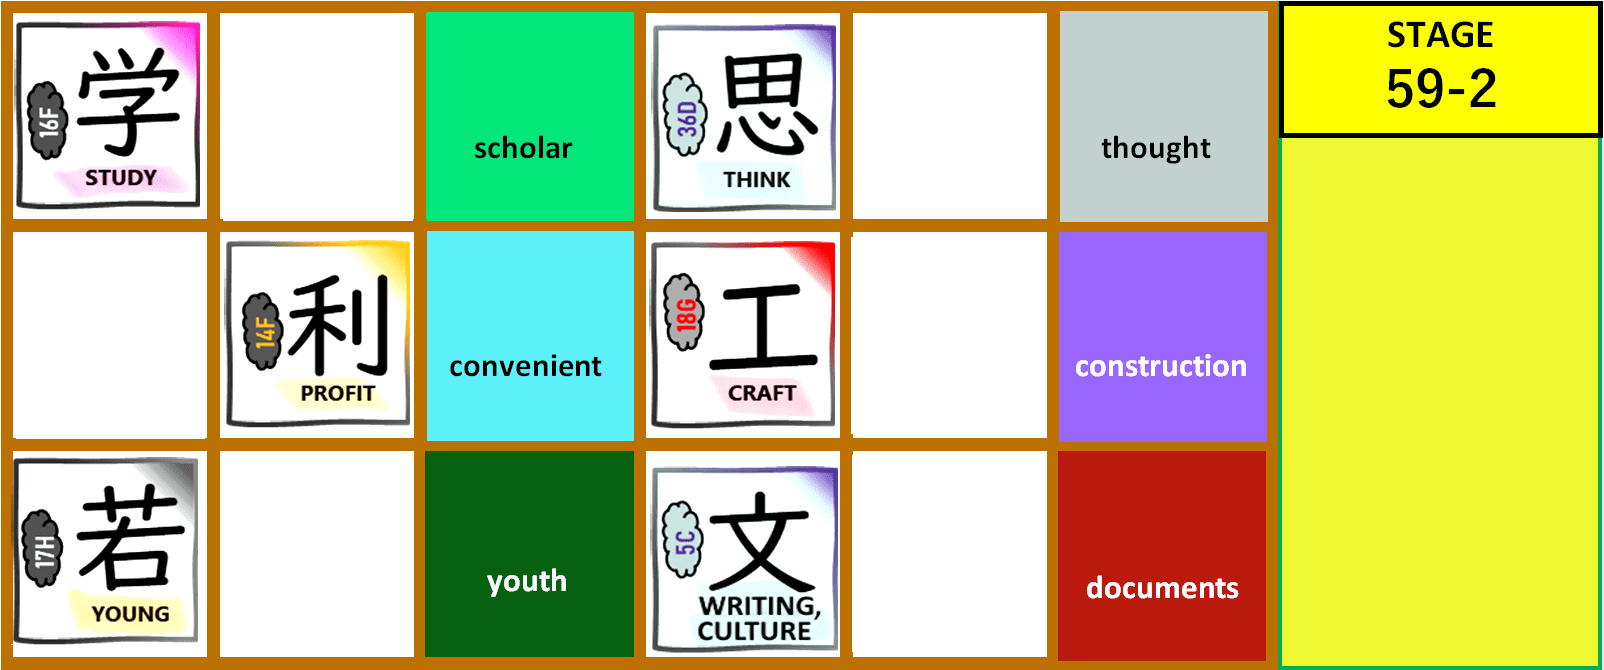 16F
学
STUDY
scholar
36D
思
THINK
thought
STAGE
59-2
14F
利
PROFIT
convenient
18G
工
CRAFT
construction
17H
若
YOUNG
youth
5C
文
WRITING,
CULTURE
documents